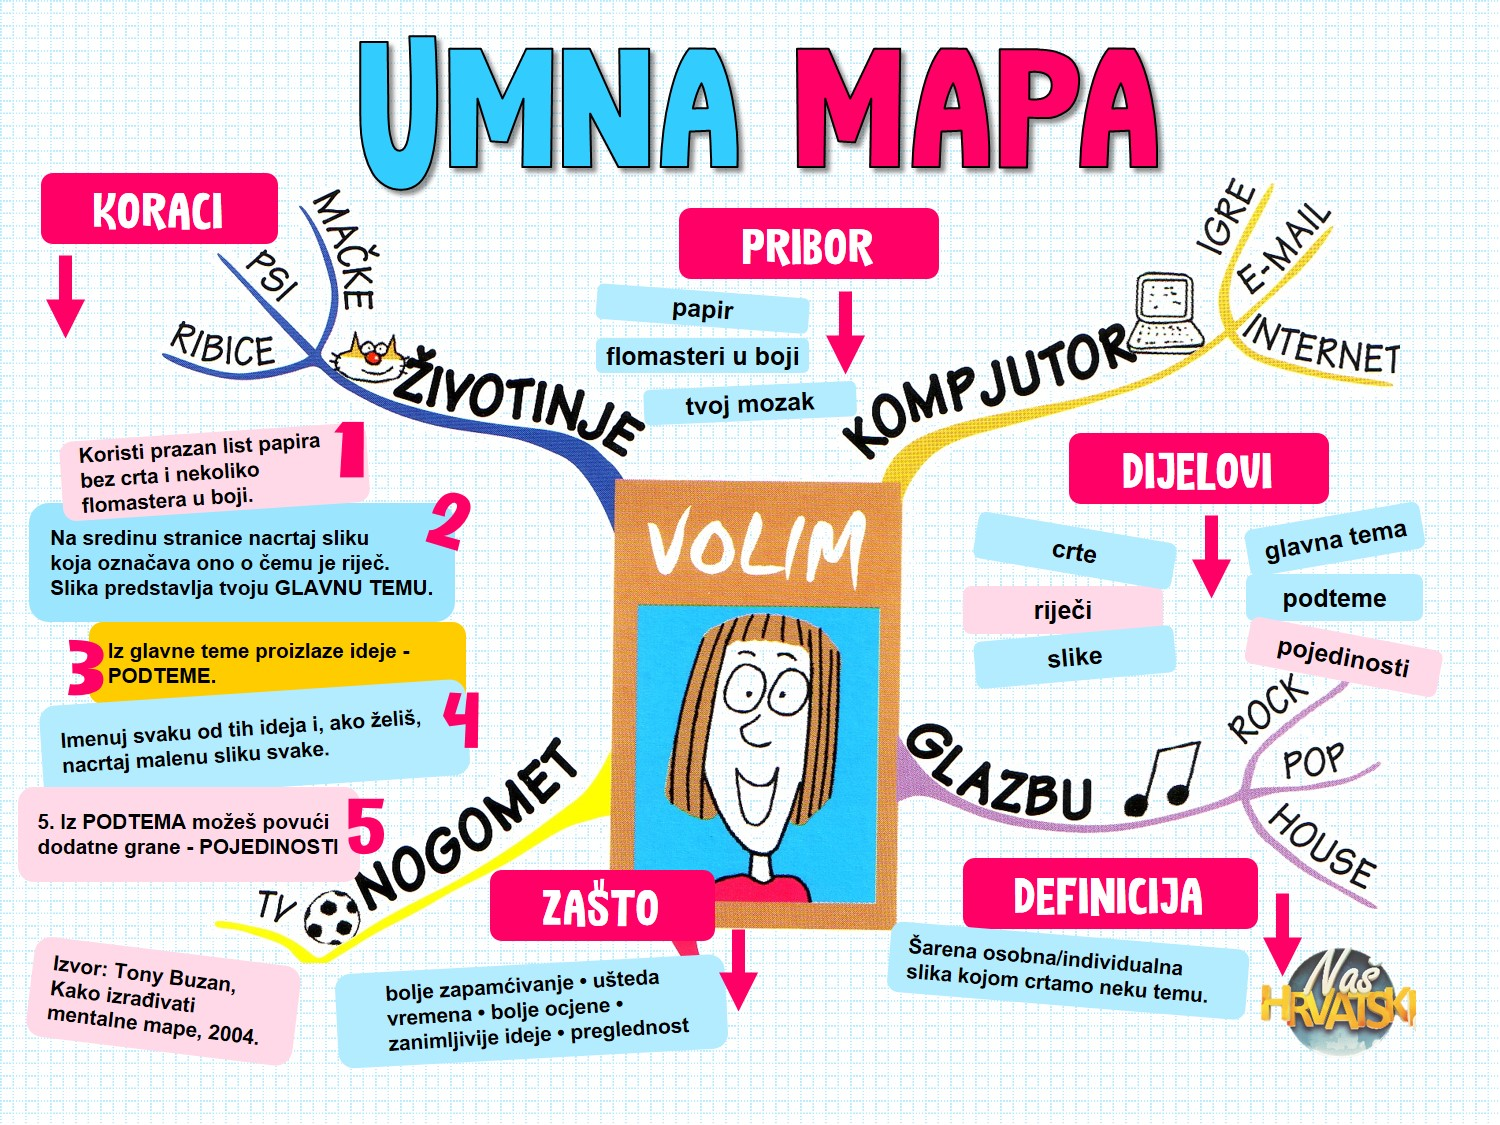 UMNA MAPA
KORACI
MAČKE
PSI
RIBICE
ŽIVOTINJE
PRIBOR
papir
flomasteri u boji
tvoj mozak
IGRE
E-MAIL
INTERNET
KOMPJUTOR
1
Koristi prazan list papira
bez crta i nekoliko
flomastera u boji.
2
Na sredinu stranice nacrtaj sliku
koja označava ono o čemu je riječ.
Slika predstavlja tvoju GLAVNU TEMU.
3
Iz glavne teme proizlaze ideje -
PODTEME.
4
Imenuj svaku od tih ideja i, ako želiš,
nacrtaj malenu sliku svake.
5
5. Iz PODTEMA možeš povući
dodatne grane - POJEDINOSTI
VOLIM
DIJELOVI
crte
riječi
slike
glavna tema
podteme
pojedinosti
ROCK
POP
HOUSE
GLAZBU
NOGOMET
TV
ZAŠTO
bolje zapamćivanje • ušteda
vremena • bolje ocjene •
zanimljivije ideje • preglednost
DEFINICIJA
Šarena osobna/individualna
slika kojom crtamo neku temu.
Izvor: Tony Buzan,
Kako izrađivati
mentalne mape, 2004.
Naš
HRVATSKI